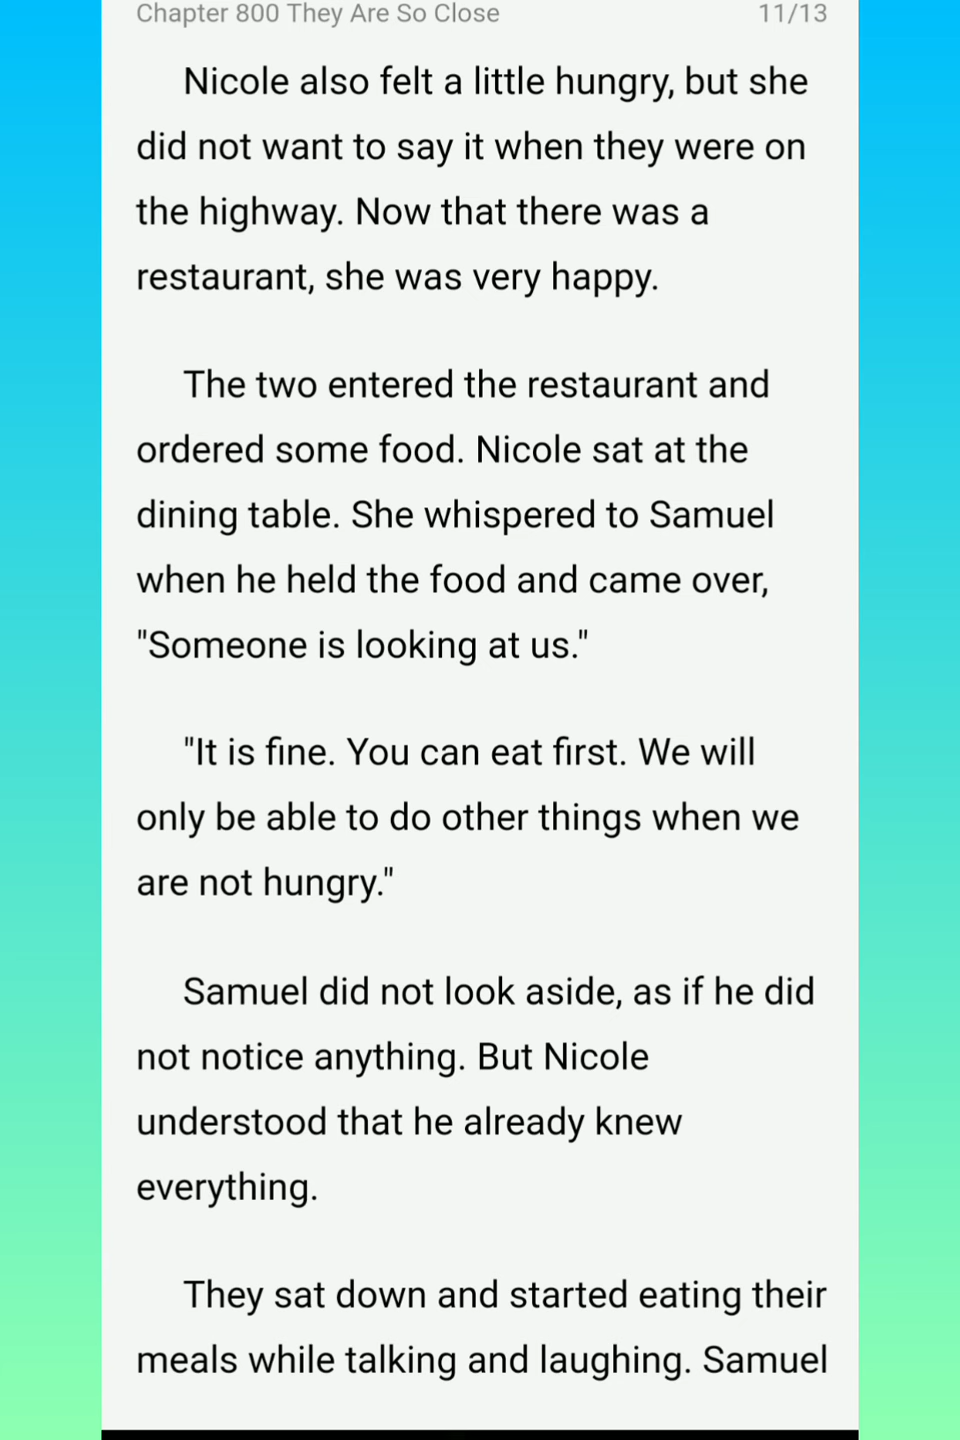 Chapter 800 They Are So Close 11/13
Nicole also felt a little hungry, but she
did not want to say it when they were on
the highway. Now that there was a
restaurant, she was very happy.
The two entered the restaurant and
ordered some food. Nicole sat at the
dining table. She whispered to Samuel
when he held the food and came over,
"Someone is looking at us."
"It is fine. You can eat first. We will
only be able to do other things when we
are not hungry."
Samuel did not look aside, as if he did
not notice anything. But Nicole
understood that he already knew
everything.
They sat down and started eating their
meals while talking and laughing. Samuel